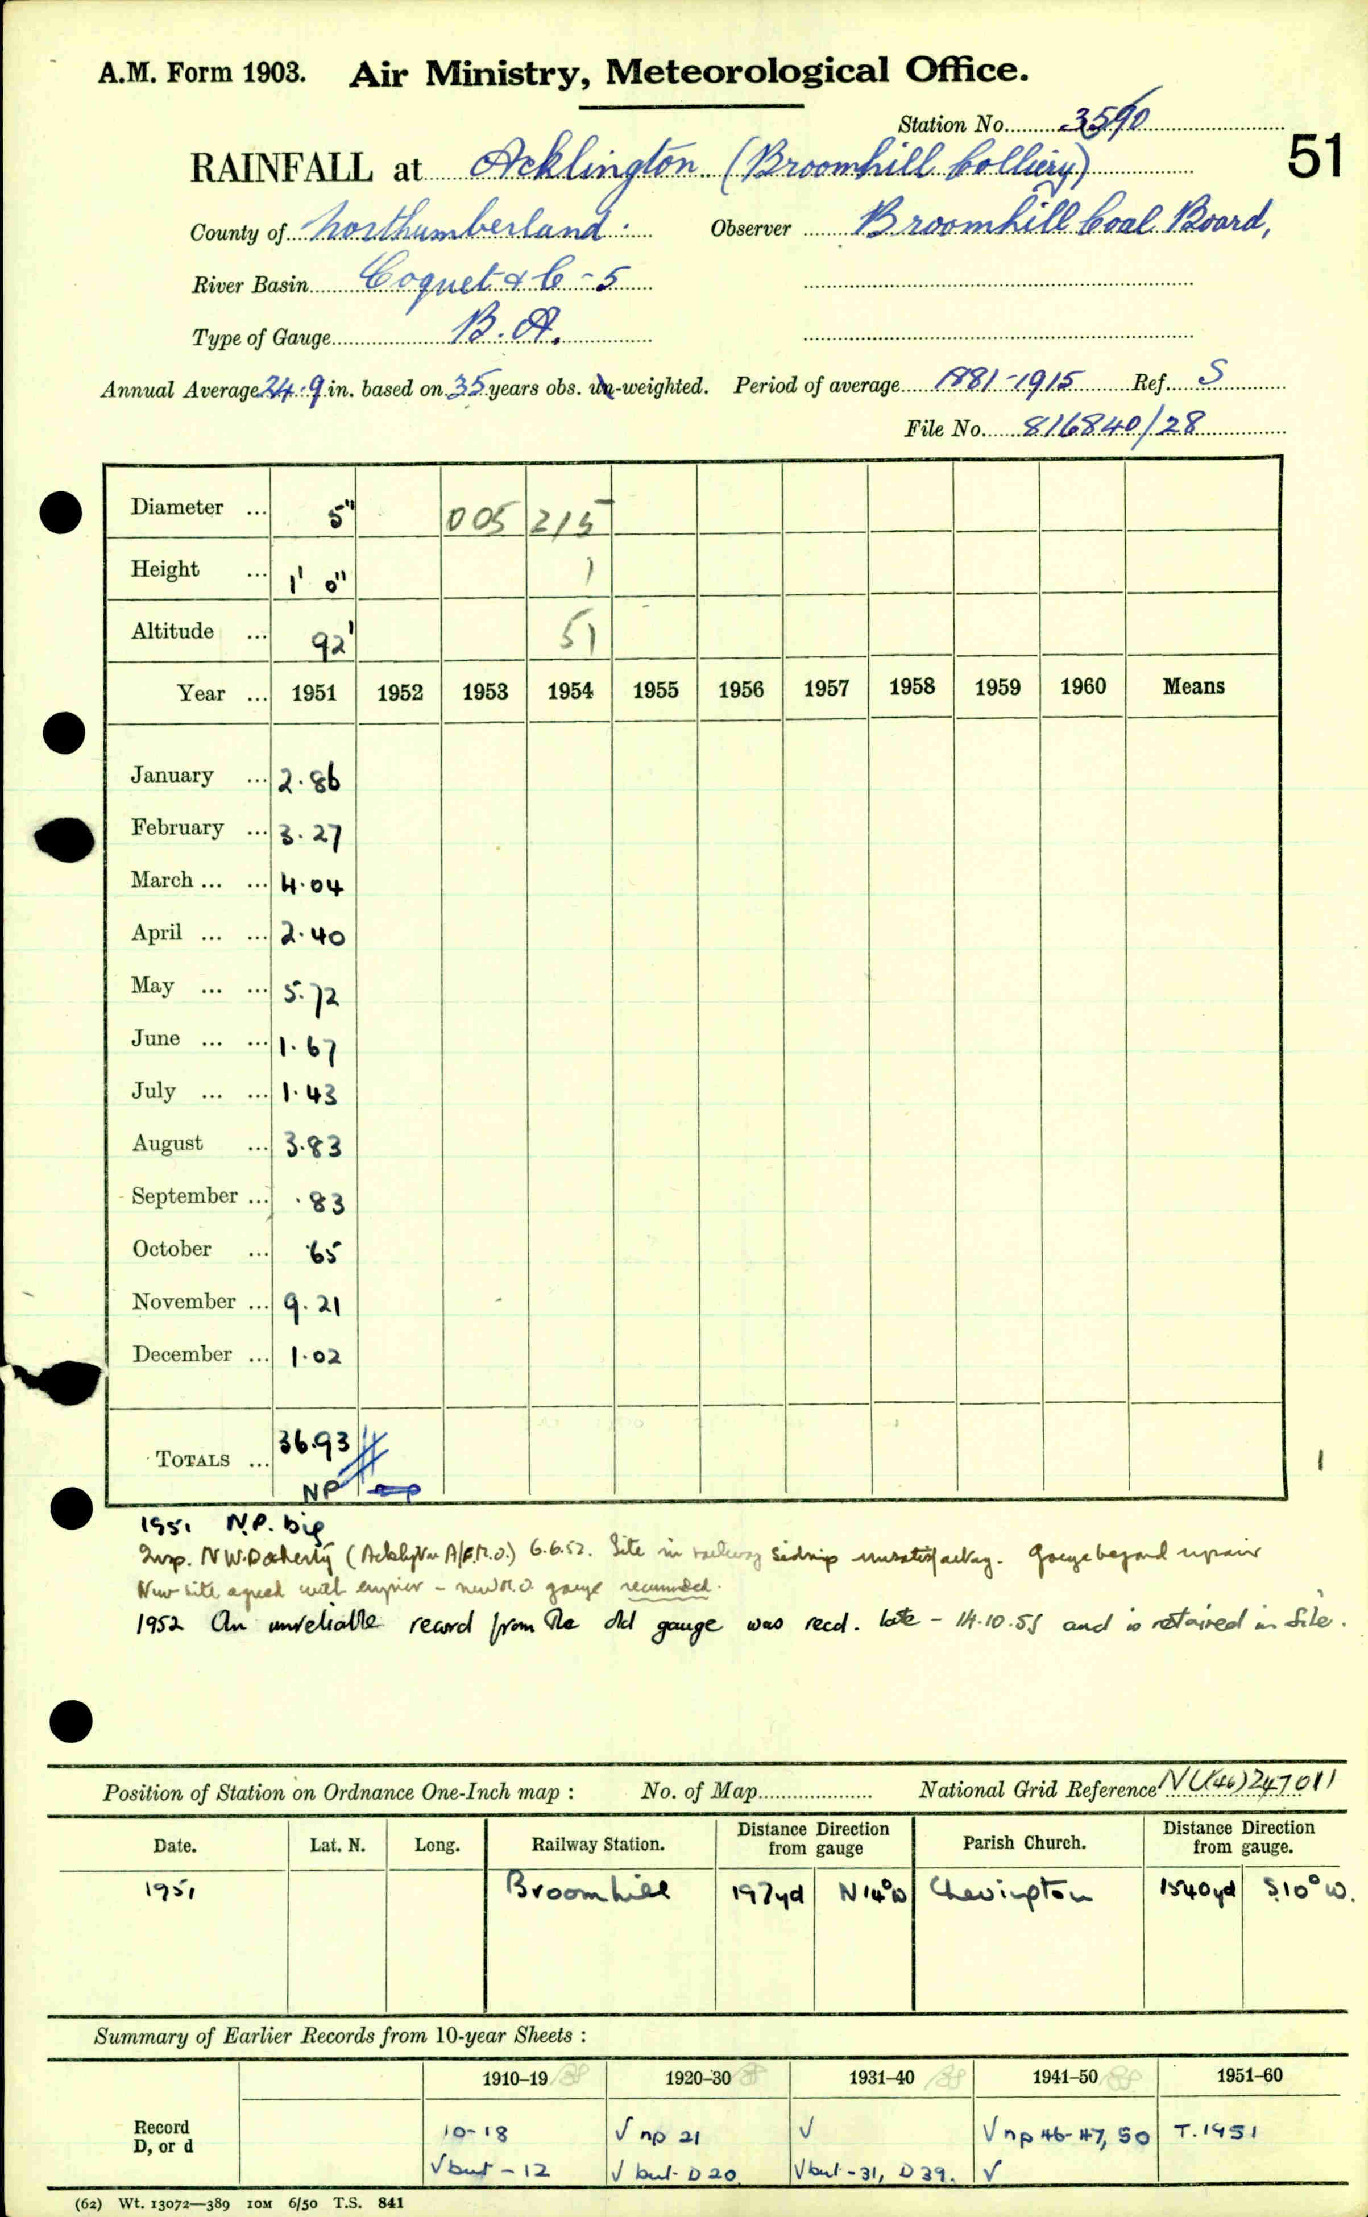 A.M. Form 1903. Air Ministry, Meteorological Office.
Station No. 3590
51
RAINFALL at Acklington (Broomhill Colliery)
County of Northumberland. Observer Broomhill Coal Board,
River Basin Coquet & C - 5
Type of Gauge B.A.
Annual Average 24.9 in. based on 35 years obs. un-weighted. Period of average 1881-1915 Ref. S
File No. 816840/28
Diameter ... 5" 005 215
Height ... 1' 0" 1
Altitude ... 92' 51
Year ... 1951 1952 1953 1954 1955 1956 1957 1958 1959 1960 Means
January ... 2.86
February ... 3.27
March ... ... 4.04
April ... ... 2.40
May ... ... 5.72
June ... ... 1.67
July ... ... 1.43
August ... 3.83
September ... .83
October ... .65
November ... 9.21
December ... 1.02
TOTALS ... 36.93
NP
1
1951 N.P. big
Insp. N W. Docherty (Acklington A/F.M.O.) 6.6.52. Site in railway sidings unsatisfactory. Gauge beyond repair
New site agreed with engineer - new M.O. gauge recommended.
1952 An unreliable record from the old gauge was recd. late - 14.10.55 and is retained in file.
Position of Station on Ordnance One-Inch map : No. of Map National Grid Reference NU(46)247011
Date. Lat. N. Long. Railway Station. Distance Direction from gauge Parish Church. Distance Direction from gauge.
1951 Broomhill 197yd N14°W Chevington 1540yd S10°W.
Summary of Earlier Records from 10-year Sheets :
1910–19 1920–30 1931–40 1941–50 1951–60
Record D, or d
10-18 √ np 21 √ √ np 46-47, 50 T.1951
√ but - 12 √ but D 20 √ but - 31, D 39. √
(62) Wt. 13072—389 10M 6/50 T.S. 841